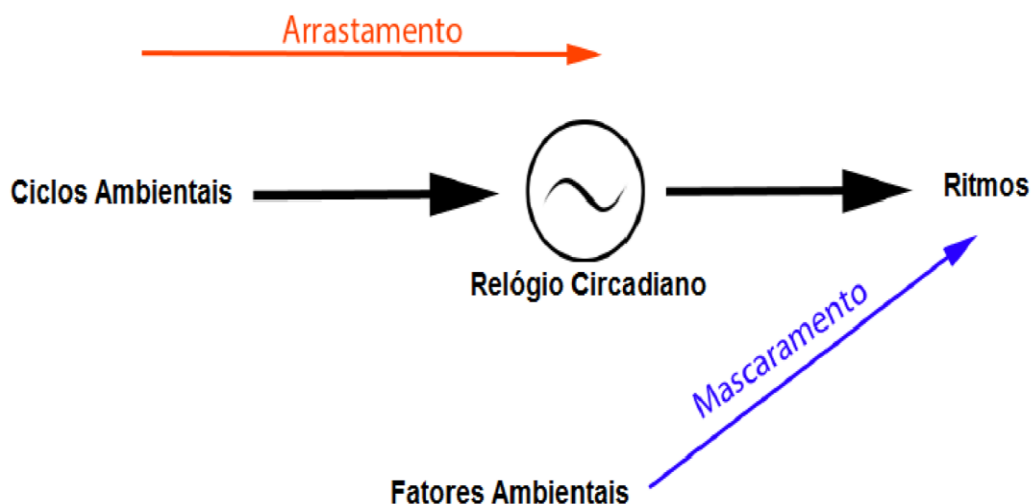 Arrastamento
Ciclos Ambientais
Ritmos
Relógio Circadiano
Mascaramento
Fatores Ambientais